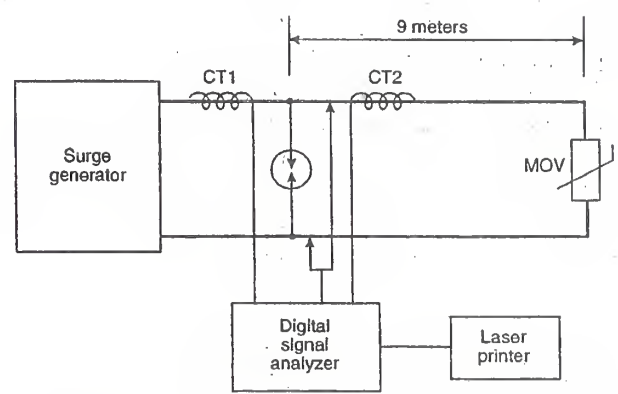 9 meters
CT1
CT2
Surge
generator
MOV
Digital
signal
analyzer
Laser
printer